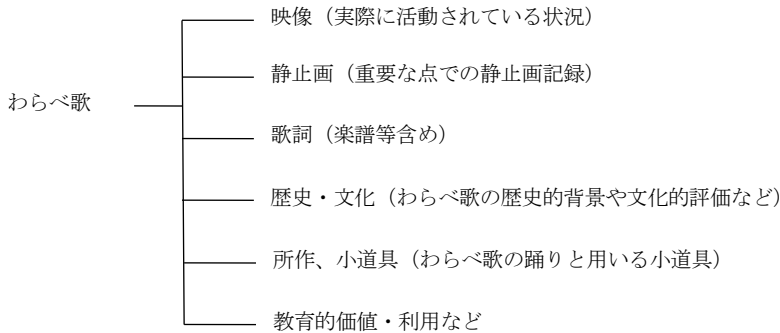 映像（実際に活動されている状況）
静止画（重要な点での静止画記録）
わらべ歌
歌詞（楽譜等含め）
歴史・文化（わらべ歌の歴史的背景や文化的評価など）
所作、小道具（わらべ歌の踊りと用いる小道具）
教育的価値・利用など